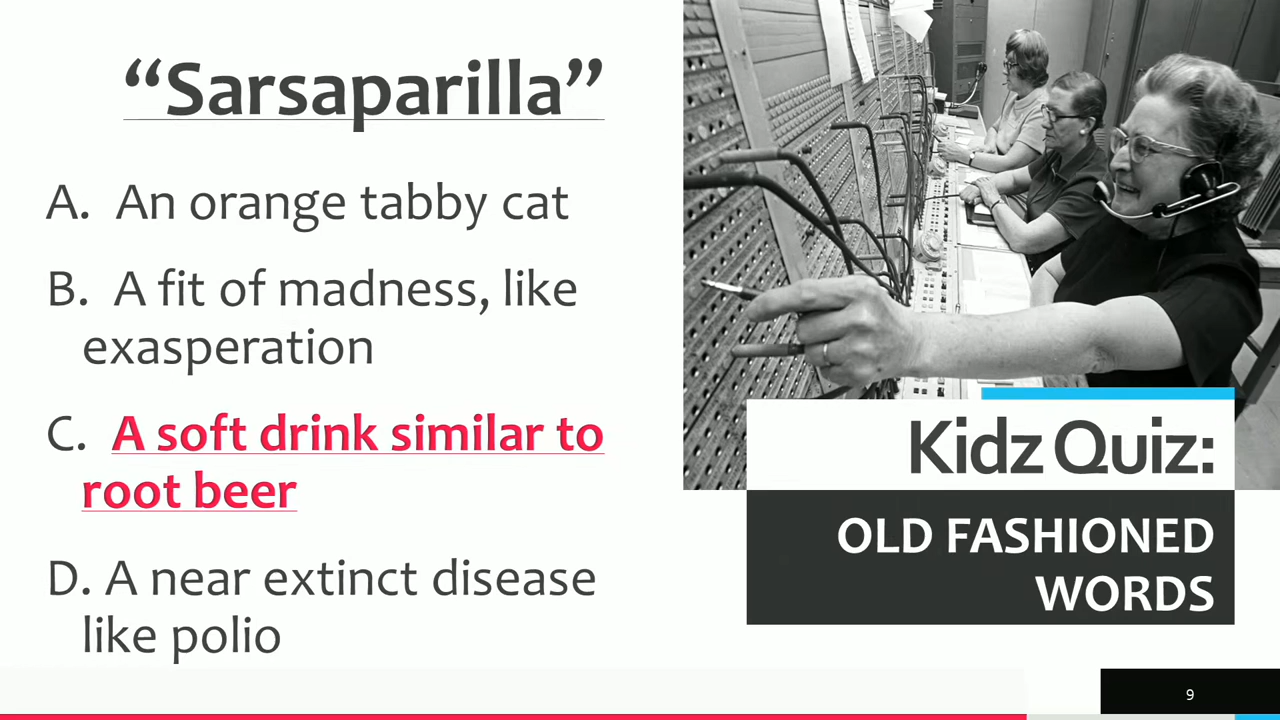 “Sarsaparilla”
A. An orange tabby cat
B. A fit of madness, like
exasperation
C. A soft drink similar to
root beer
D. A near extinct disease
like polio
Kidz Quiz:
OLD FASHIONED
WORDS
9